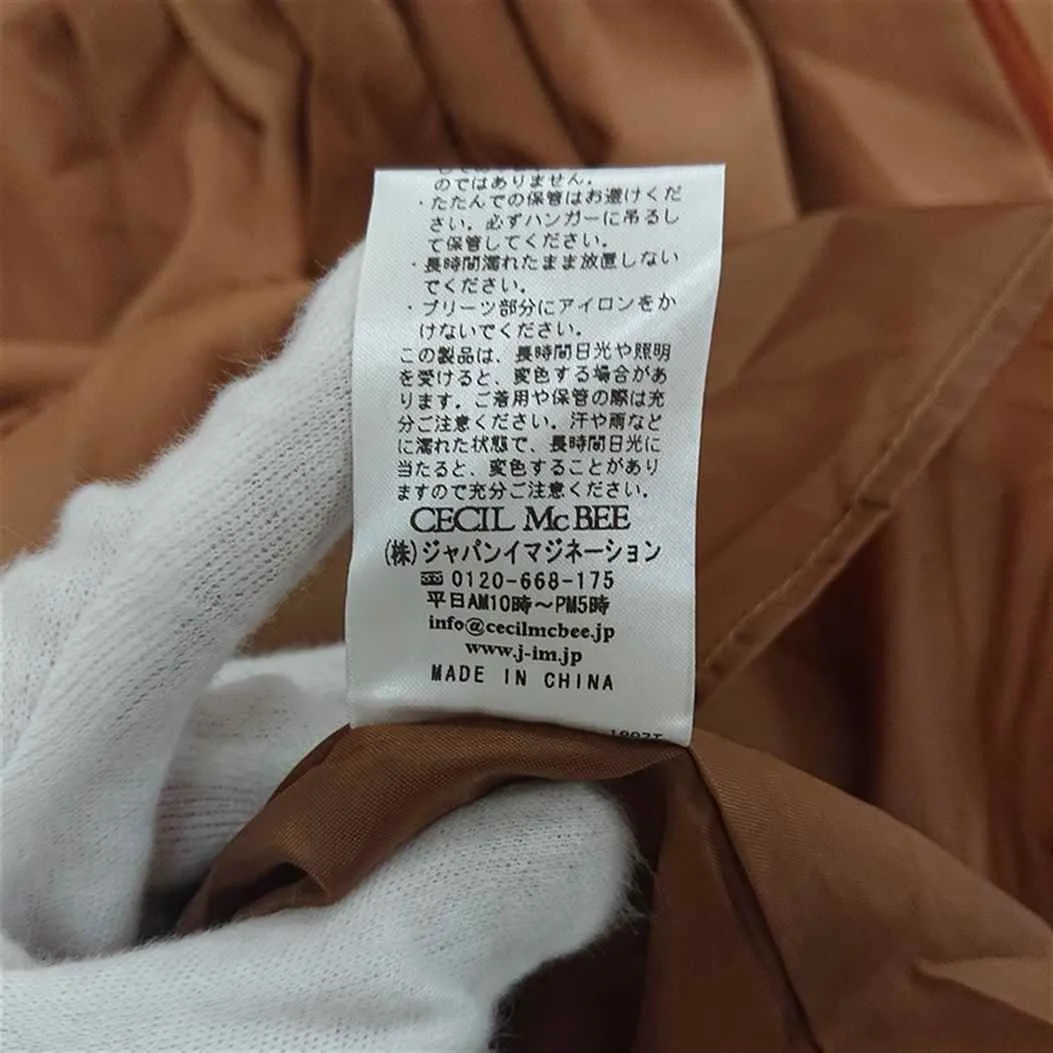 のではありません。
・たたんでの保管はお避けくだ
さい。必ずハンガーに吊るし
て保管してください。
・長時間濡れたまま放置しない
でください。
・プリーツ部分にアイロンをか
けないでください。
この製品は、長時間日光や照明
を受けると、変色する場合があ
ります。ご着用や保管の際は充
分ご注意ください。汗や雨など
に濡れた状態で、長時間日光に
当たると、変色することがあり
ますので充分ご注意ください。
CECIL McBEE
(株)ジャパンイマジネーション
0120-668-175
平日AM10時～PM5時
info@cecilmcbee.jp
www.j-im.jp
MADE IN CHINA